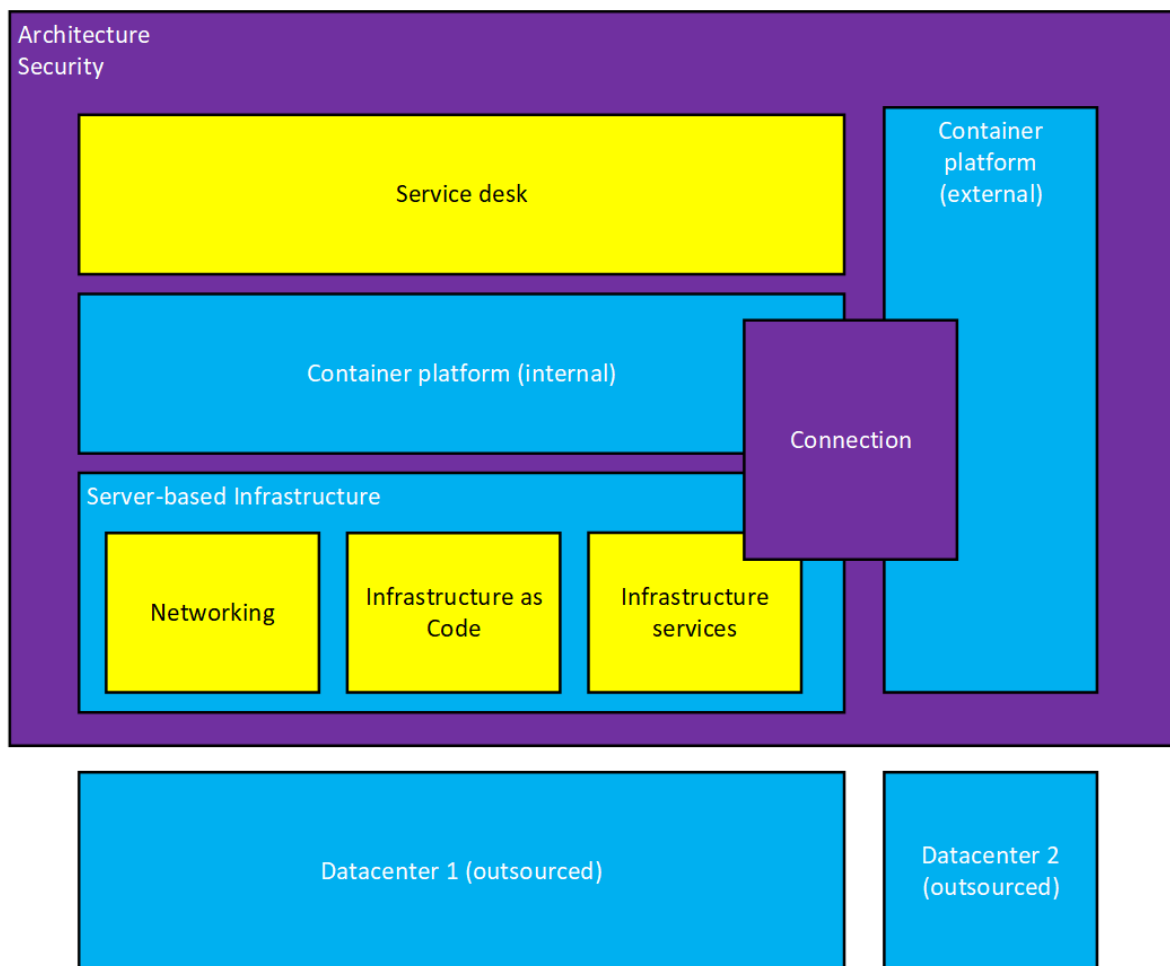 Architecture
Security
Service desk
Container
platform
(external)
Container platform (internal)
Connection
Server-based Infrastructure
Networking
Infrastructure as
Code
Infrastructure
services
Datacenter 1 (outsourced)
Datacenter 2
(outsourced)